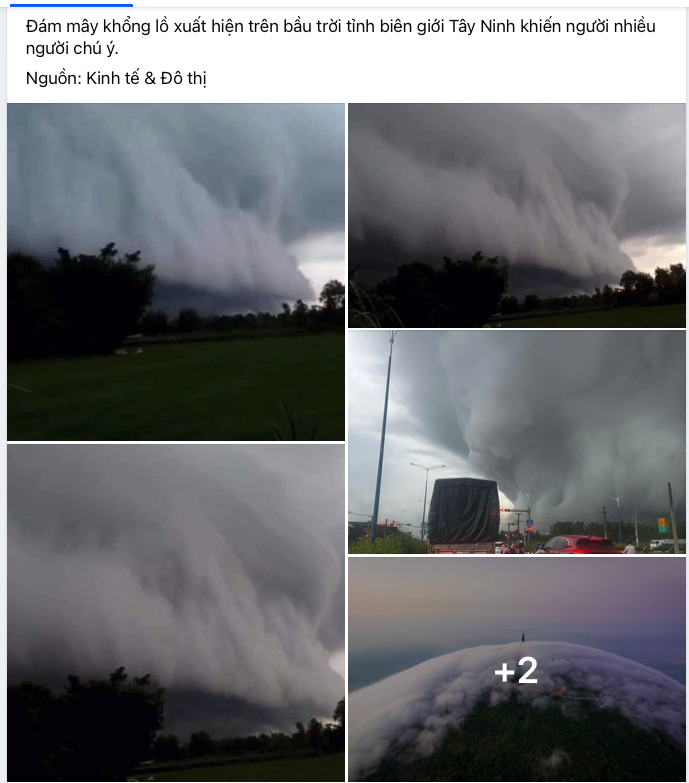 Đám mây khổng lồ xuất hiện trên bầu trời tỉnh biên giới Tây Ninh khiến người nhiều
người chú ý.
Nguồn: Kinh tế & Đô thị
+2